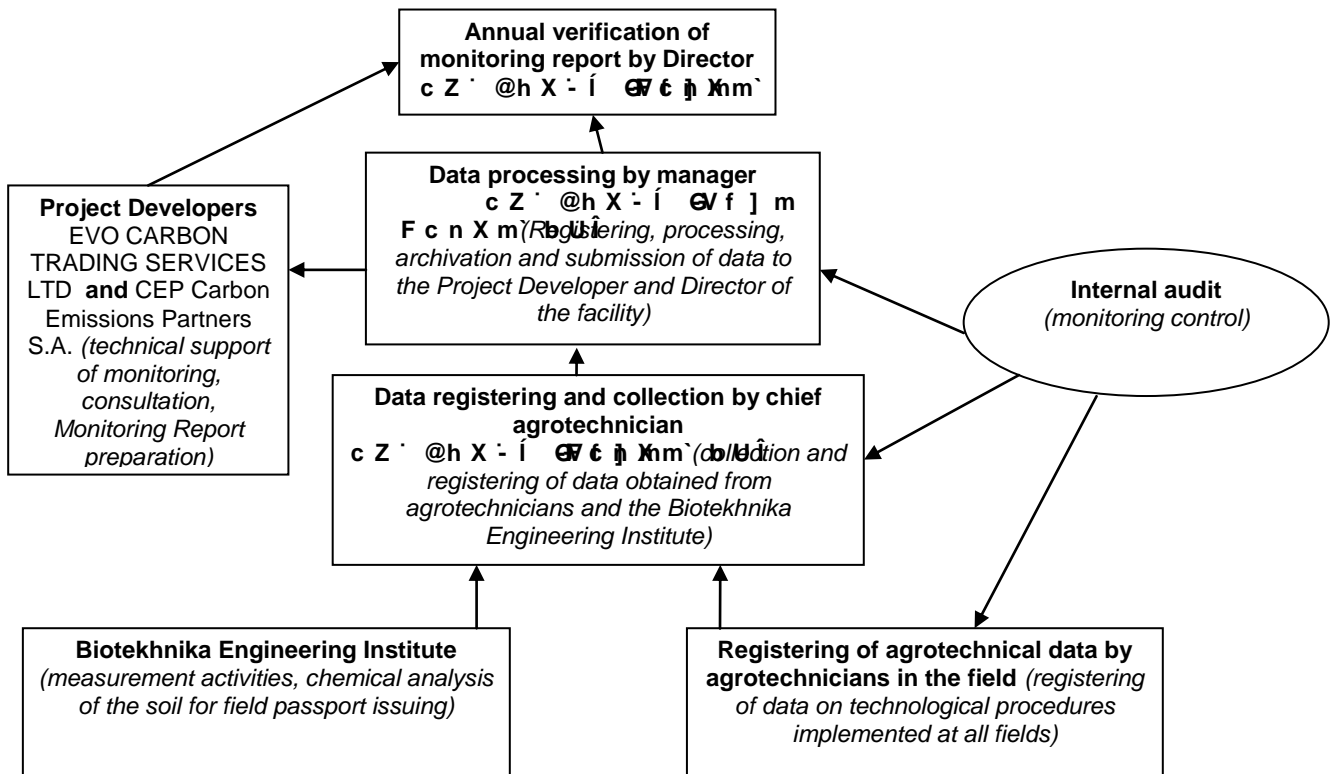 Annual verification of
monitoring report by Director
Data processing by manager
(Registering, processing,
archivation and submission of data to
the Project Developer and Director of
the facility)
Project Developers
EVO CARBON
TRADING SERVICES
LTD and CEP Carbon
Emissions Partners
S.A. (technical support
of monitoring,
consultation,
Monitoring Report
preparation)
Internal audit
(monitoring control)
Data registering and collection by chief
agrotechnician
(collection and
registering of data obtained from
agrotechnicians and the Biotekhnika
Engineering Institute)
Biotekhnika Engineering Institute
(measurement activities, chemical analysis
of the soil for field passport issuing)
Registering of agrotechnical data by
agrotechnicians in the field (registering
of data on technological procedures
implemented at all fields)